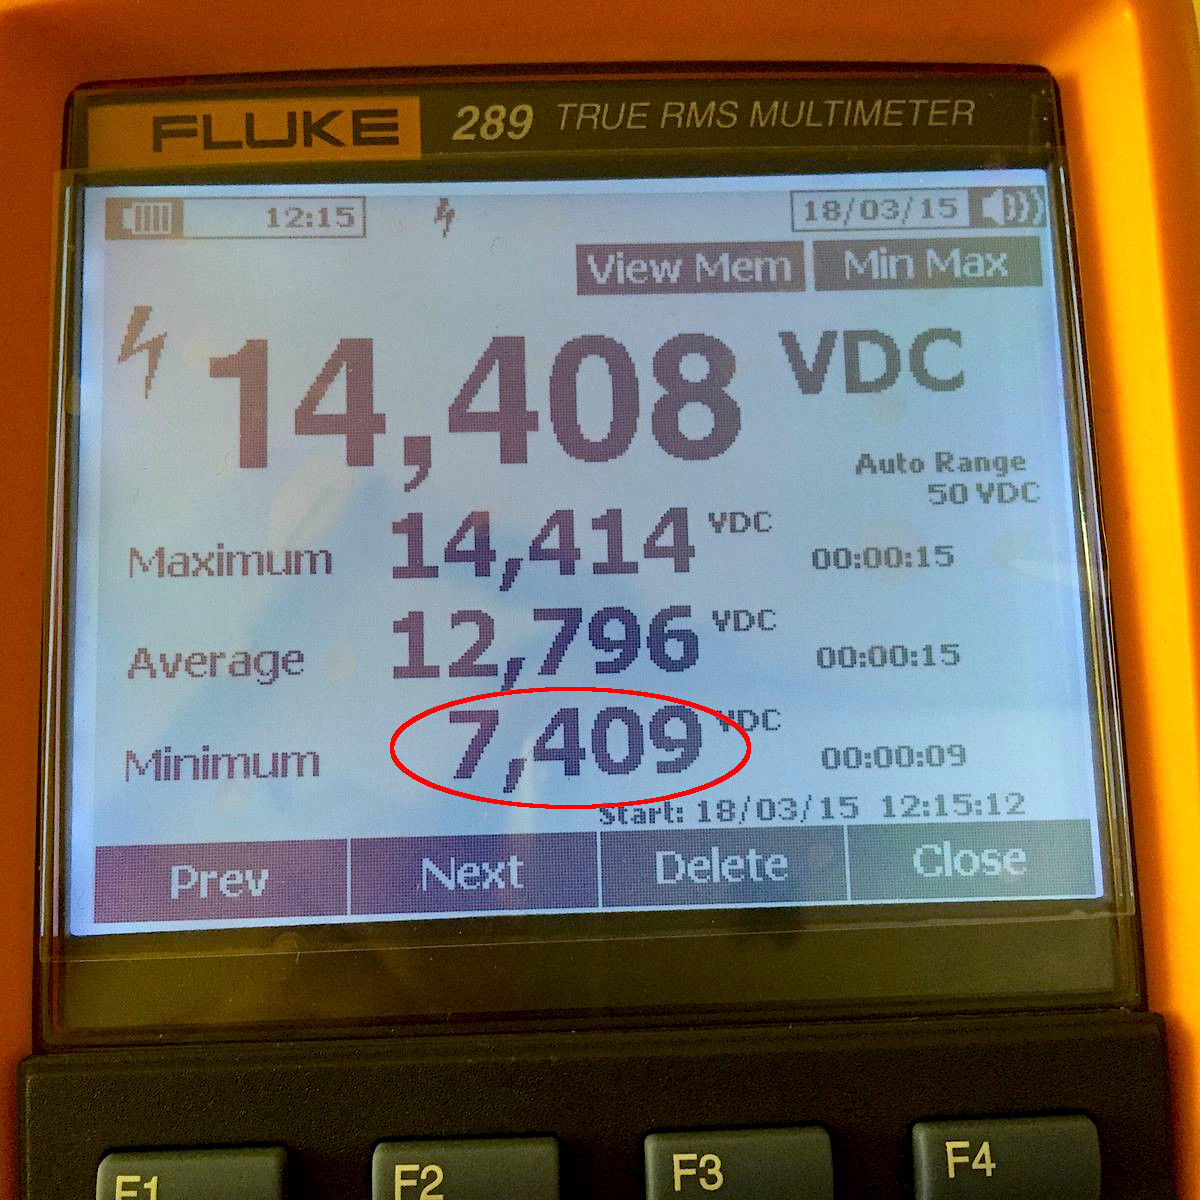 FLUKE 289 TRUE RMS MULTIMETER
12:15 18/03/15
View Mem Min Max
14,408 VDC
Auto Range
50 VDC
Maximum 14,414 VDC 00:00:15
Average 12,796 VDC 00:00:15
Minimum 7,409 VDC 00:00:09
Start: 18/03/15 12:15:12
Prev Next Delete Close
F1 F2 F3 F4